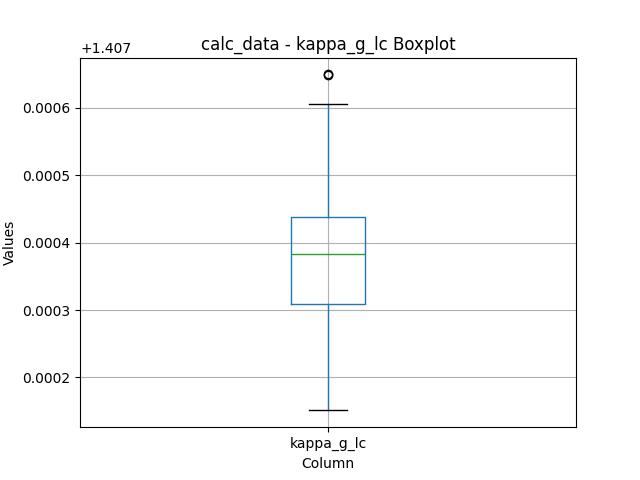 calc_data - kappa_g_lc Boxplot
+1.407
0.0006
0.0005
0.0004
0.0003
0.0002
Values
kappa_g_lc
Column